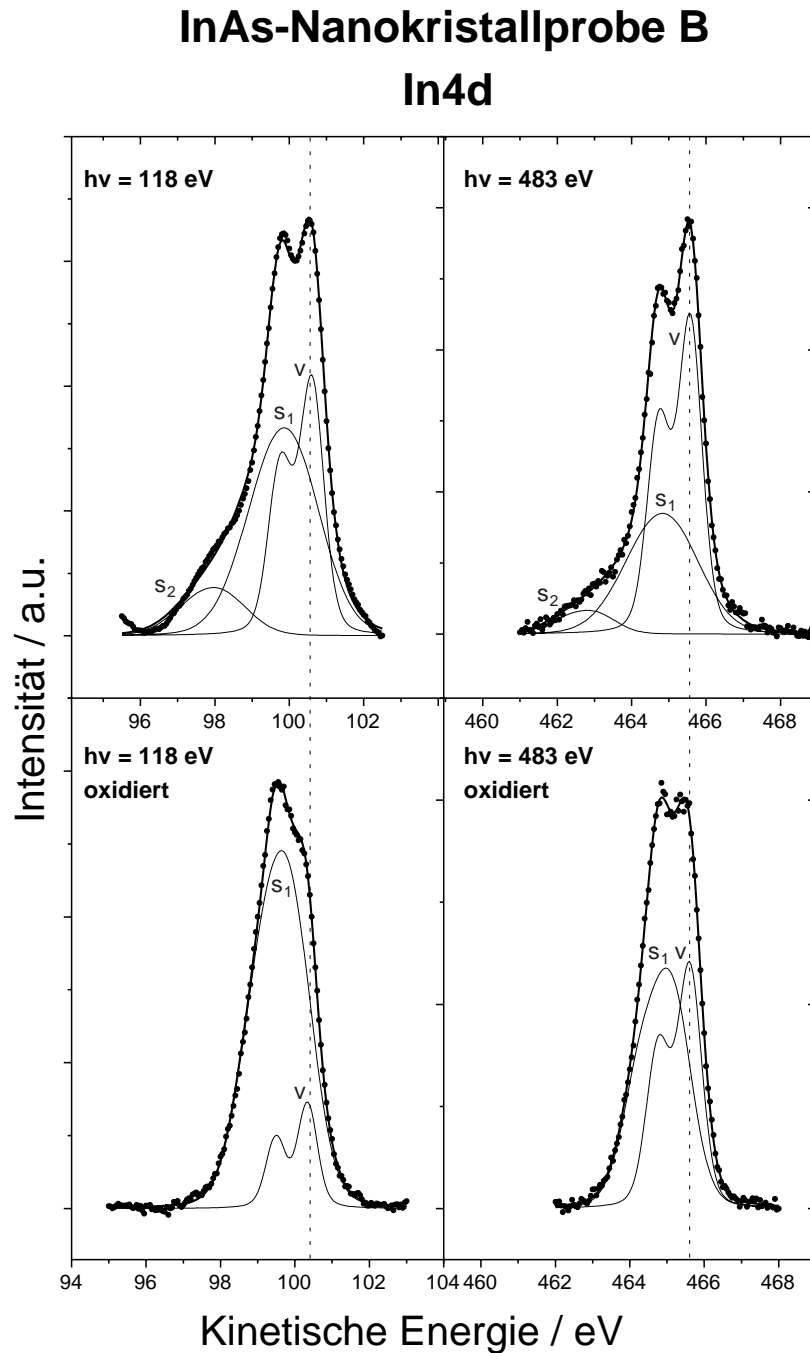 InAs-Nanokristallprobe B
In4d
hν = 118 eV
hν = 483 eV
v
s1
s2
v
s1
s2
96 98 100 102
460 462 464 466 468
hν = 118 eV
oxidiert
hν = 483 eV
oxidiert
s1
v
s1 v
94 96 98 100 102 104 460 462 464 466 468
Intensität / a.u.
Kinetische Energie / eV